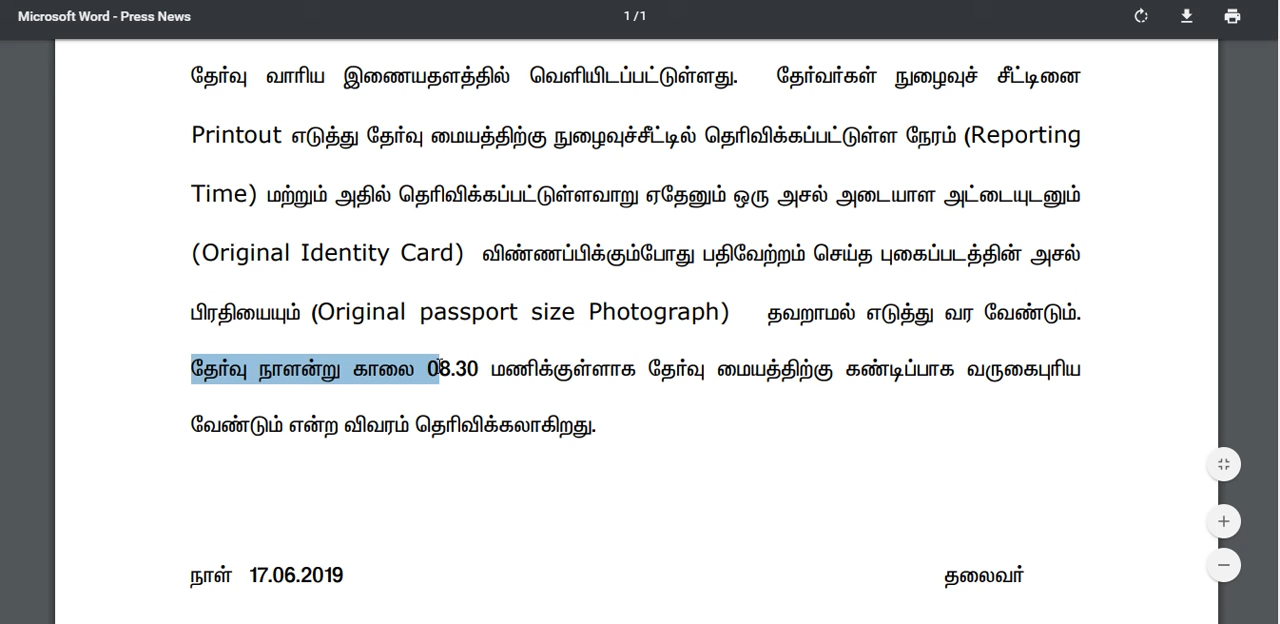 Microsoft Word - Press News
1 / 1
தேர்வு வாரிய இணையதளத்தில் வெளியிடப்பட்டுள்ளது. தேர்வர்கள் நுழைவுச் சீட்டினை
Printout எடுத்து தேர்வு மையத்திற்கு நுழைவுச்சீட்டில் தெரிவிக்கப்பட்டுள்ள நேரம் (Reporting
Time) மற்றும் அதில் தெரிவிக்கப்பட்டுள்ளவாறு ஏதேனும் ஒரு அசல் அடையாள அட்டையுடனும்
(Original Identity Card) விண்ணப்பிக்கும்போது பதிவேற்றம் செய்த புகைப்படத்தின் அசல்
பிரதியையும் (Original passport size Photograph) தவறாமல் எடுத்து வர வேண்டும்.
தேர்வு நாளன்று காலை 08.30 மணிக்குள்ளாக தேர்வு மையத்திற்கு கண்டிப்பாக வருகைபுரிய
வேண்டும் என்ற விவரம் தெரிவிக்கலாகிறது.
நாள் 17.06.2019 தலைவர்